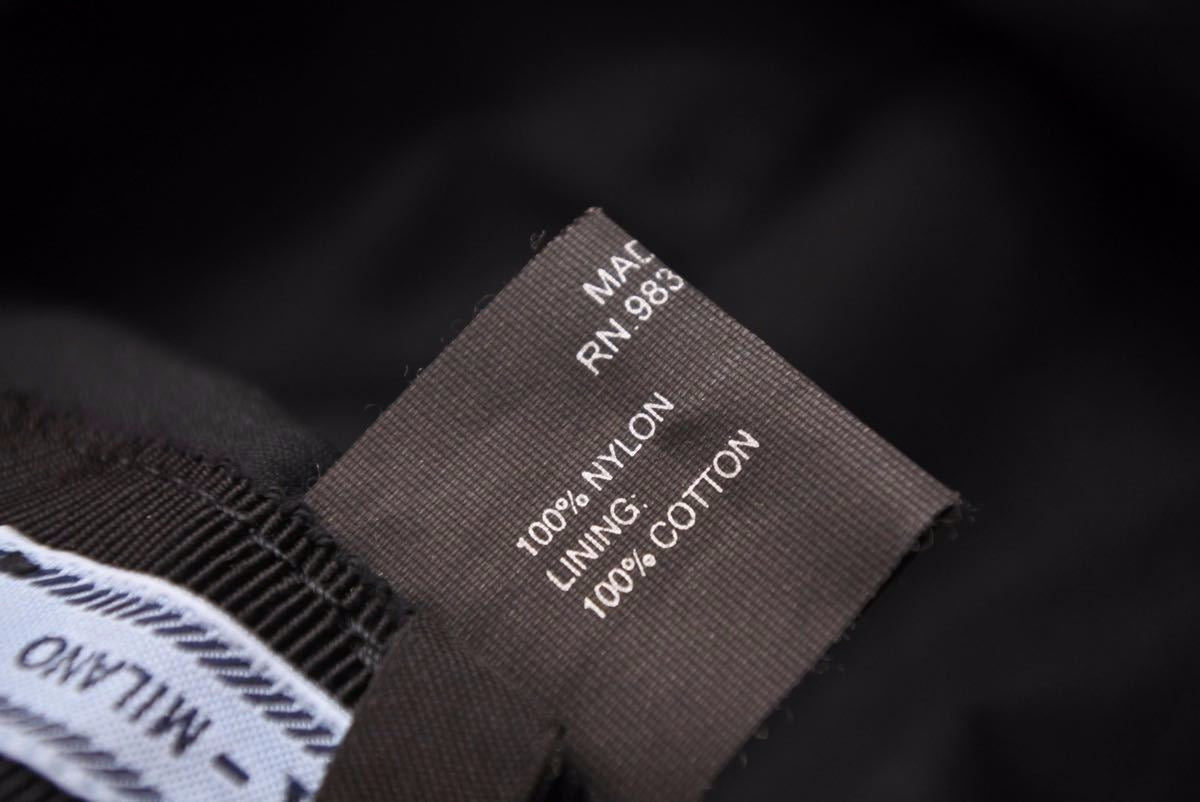 MAD
RN.983
100% NYLON
LINING:
100% COTTON
- MILANO